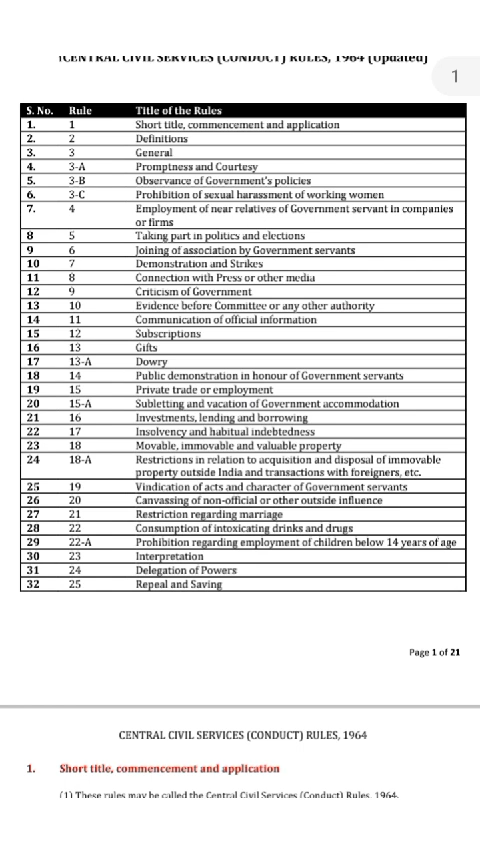 (CENTRAL CIVIL SERVICES (CONDUCT) RULES, 1964 (Updated)
1
S. No. Rule Title of the Rules
1. 1 Short title, commencement and application
2. 2 Definitions
3. 3 General
4. 3-A Promptness and Courtesy
5. 3-B Observance of Government's policies
6. 3-C Prohibition of sexual harassment of working women
7. 4 Employment of near relatives of Government servant in companies
or firms
8 5 Taking part in politics and elections
9 6 Joining of association by Government servants
10 7 Demonstration and Strikes
11 8 Connection with Press or other media
12 9 Criticism of Government
13 10 Evidence before Committee or any other authority
14 11 Communication of official information
15 12 Subscriptions
16 13 Gifts
17 13-A Dowry
18 14 Public demonstration in honour of Government servants
19 15 Private trade or employment
20 15-A Subletting and vacation of Government accommodation
21 16 Investments, lending and borrowing
22 17 Insolvency and habitual indebtedness
23 18 Movable, immovable and valuable property
24 18-A Restrictions in relation to acquisition and disposal of immovable
property outside India and transactions with foreigners, etc.
25 19 Vindication of acts and character of Government servants
26 20 Canvassing of non-official or other outside influence
27 21 Restriction regarding marriage
28 22 Consumption of intoxicating drinks and drugs
29 22-A Prohibition regarding employment of children below 14 years of age
30 23 Interpretation
31 24 Delegation of Powers
32 25 Repeal and Saving
Page 1 of 21
CENTRAL CIVIL SERVICES (CONDUCT) RULES, 1964
1. Short title, commencement and application
(1) These rules may be called the Central Civil Services (Conduct) Rules, 1964.